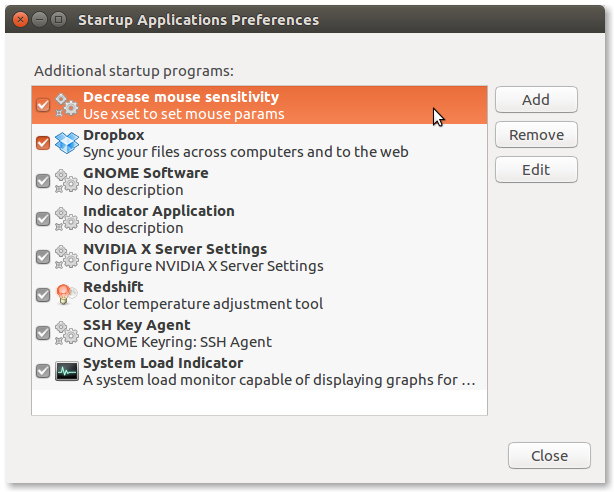 Startup Applications Preferences
Additional startup programs:
Decrease mouse sensitivity
Use xset to set mouse params
Dropbox
Sync your files across computers and to the web
GNOME Software
No description
Indicator Application
No description
NVIDIA X Server Settings
Configure NVIDIA X Server Settings
Redshift
Color temperature adjustment tool
SSH Key Agent
GNOME Keyring: SSH Agent
System Load Indicator
A system load monitor capable of displaying graphs for …
Add
Remove
Edit
Close